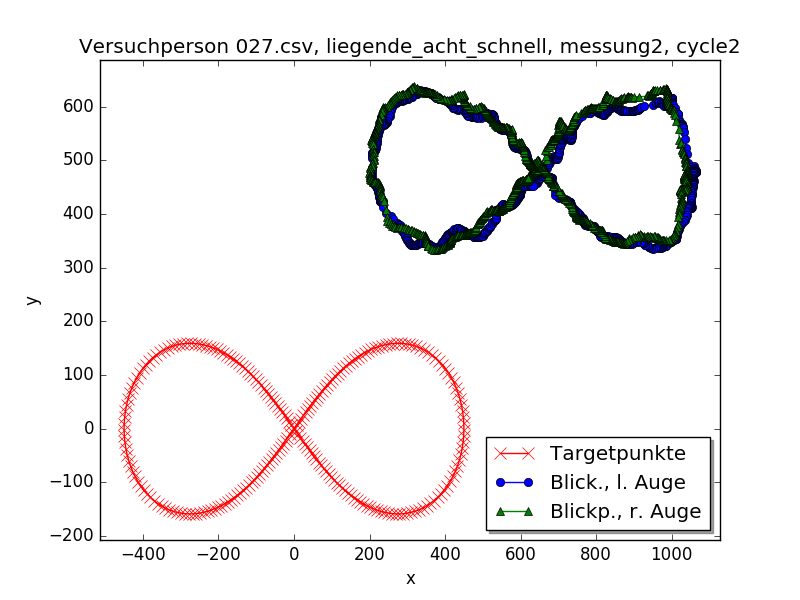 Versuchperson 027.csv, liegende_acht_schnell, messung2, cycle2
600
500
400
300
200
100
0
−100
−200
y
−400 −200 0 200 400 600 800 1000
x
Targetpunkte
Blick., l. Auge
Blickp., r. Auge